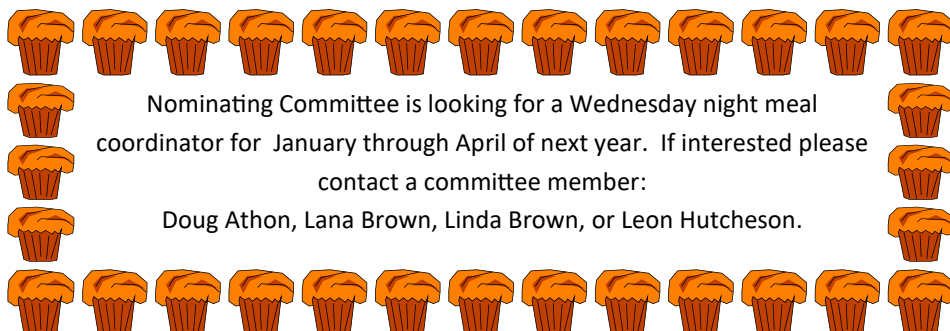 Nominating Committee is looking for a Wednesday night meal
coordinator for  January through April of next year.  If interested please
contact a committee member:
Doug Athon, Lana Brown, Linda Brown, or Leon Hutcheson.